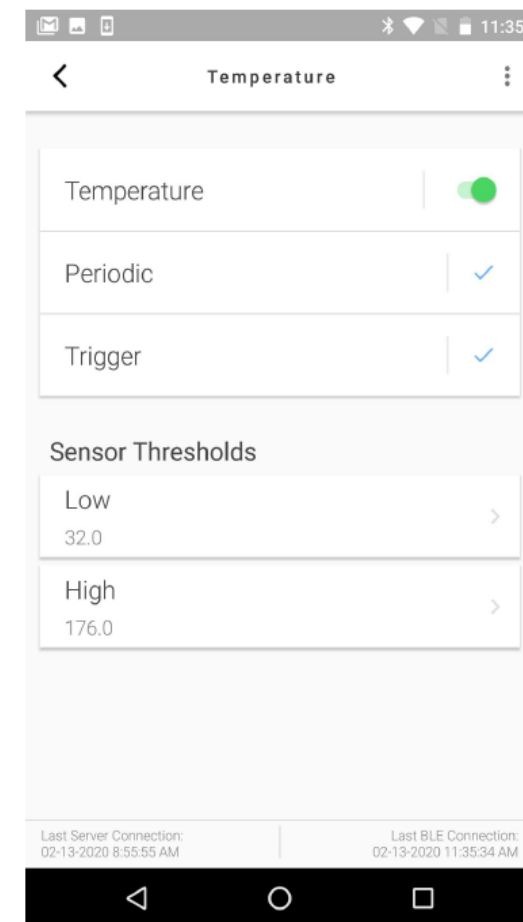 11:35
Temperature
Temperature
Periodic
Trigger
Sensor Thresholds
Low
32.0
High
176.0
Last Server Connection:
02-13-2020 8:55:55 AM
Last BLE Connection:
02-13-2020 11:35:34 AM